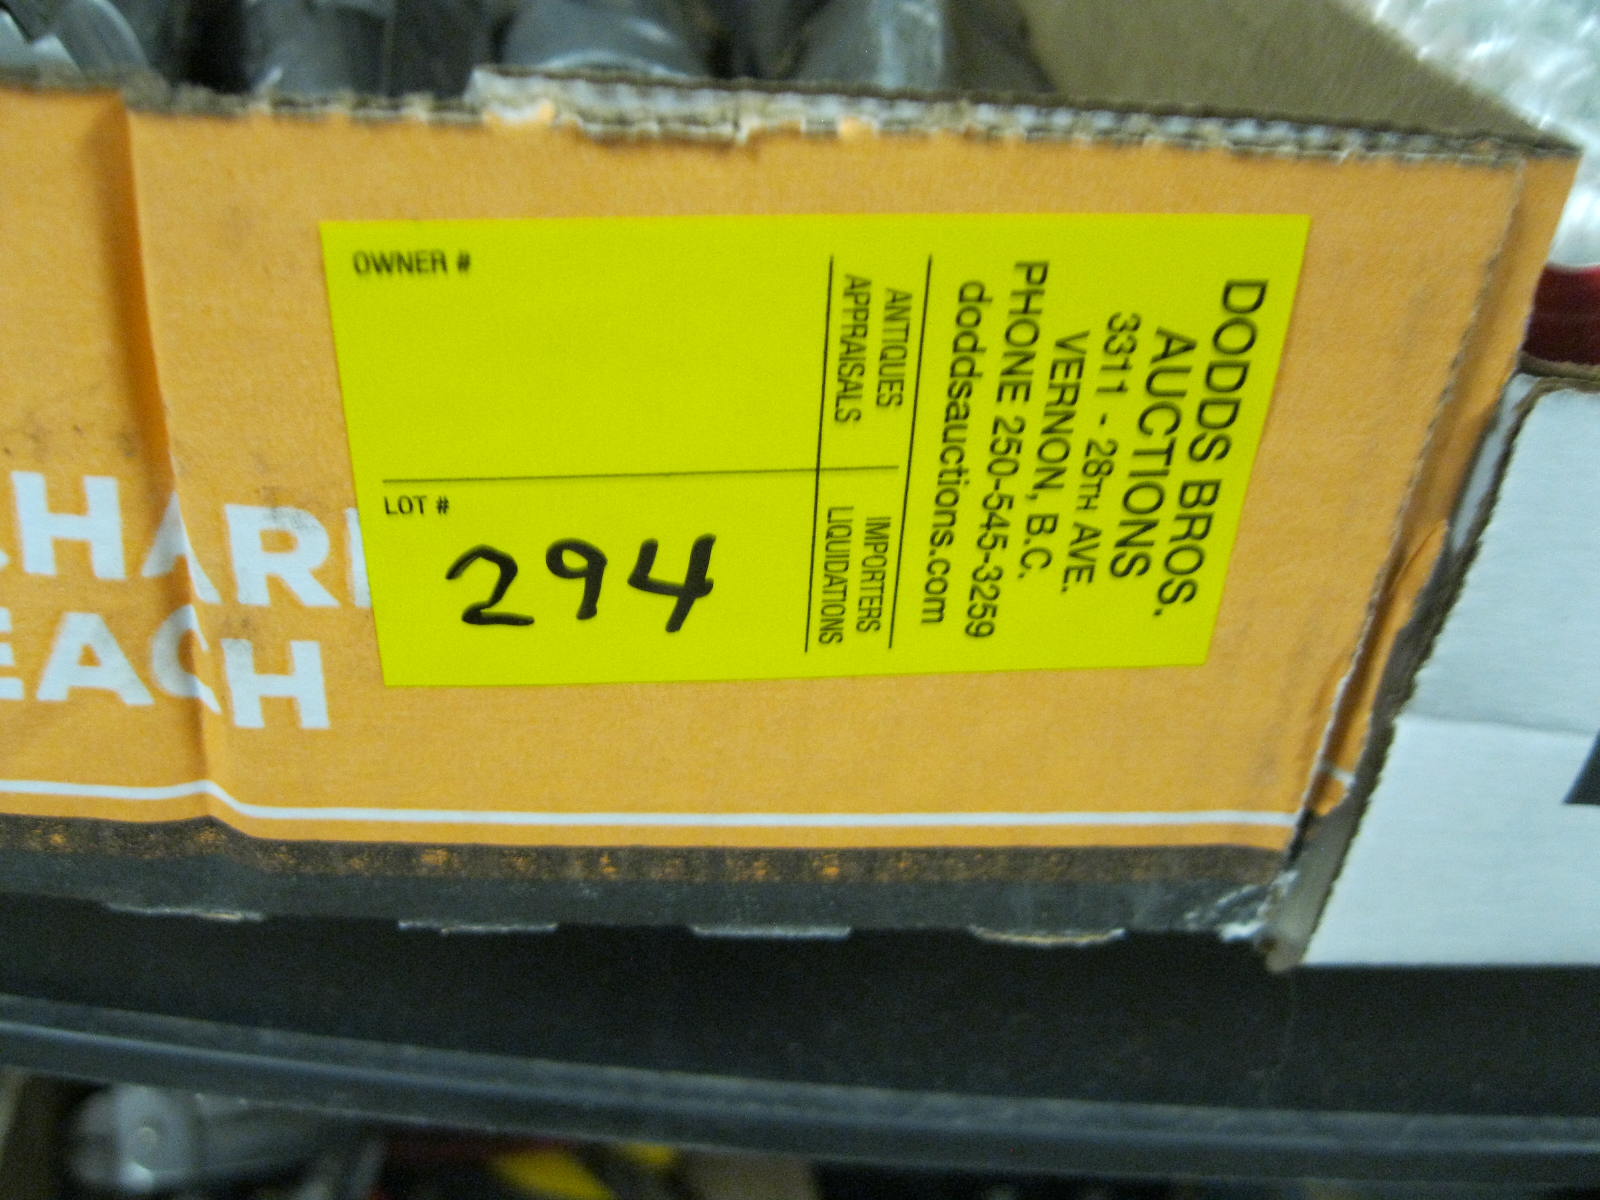 DODDS BROS.
AUCTIONS
3311 - 28TH AVE.
VERNON, B.C.
PHONE 250-545-3259
doddsauctions.com
ANTIQUES
APPRAISALS
IMPORTERS
LIQUIDATIONS
OWNER #
LOT #
294